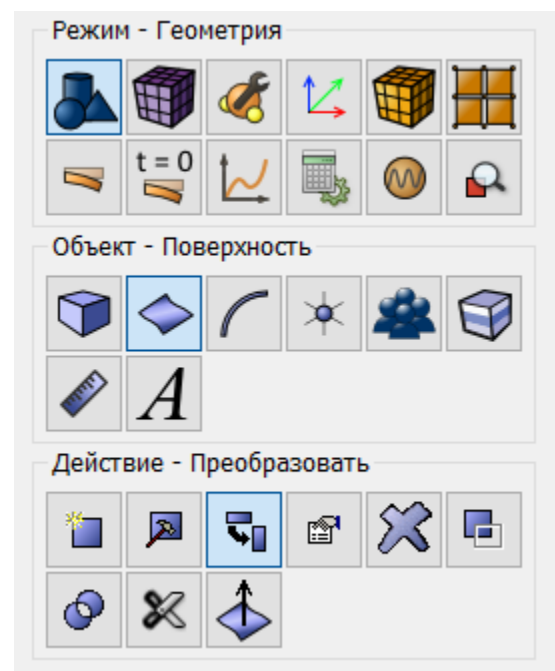 Режим - Геометрия
t = 0
Объект - Поверхность
A
Действие - Преобразовать